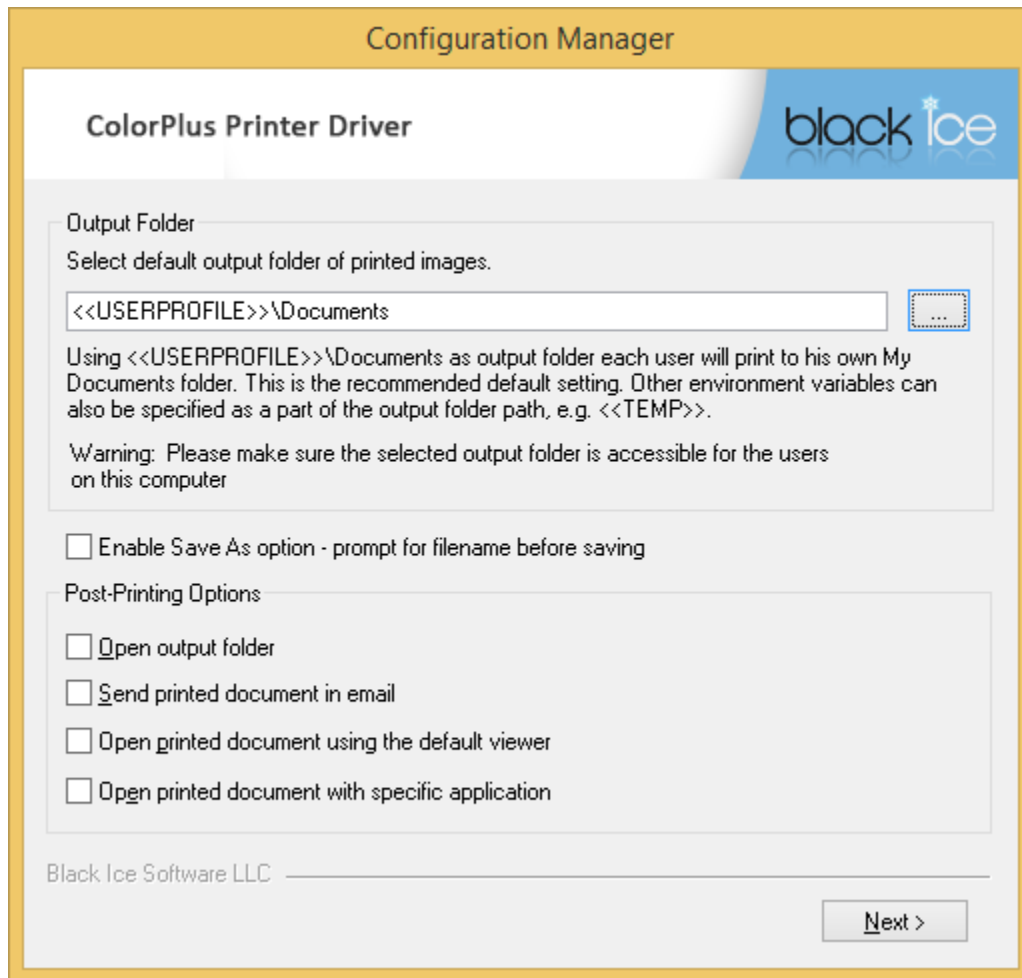 Configuration Manager
ColorPlus Printer Driver
black ice
Output Folder
Select default output folder of printed images.
<<USERPROFILE>>\Documents
...
Using <<USERPROFILE>>\Documents as output folder each user will print to his own My
Documents folder. This is the recommended default setting. Other environment variables can
also be specified as a part of the output folder path, e.g. <<TEMP>>.
Warning: Please make sure the selected output folder is accessible for the users
on this computer
Enable Save As option - prompt for filename before saving
Post-Printing Options
Open output folder
Send printed document in email
Open printed document using the default viewer
Open printed document with specific application
Black Ice Software LLC
Next >